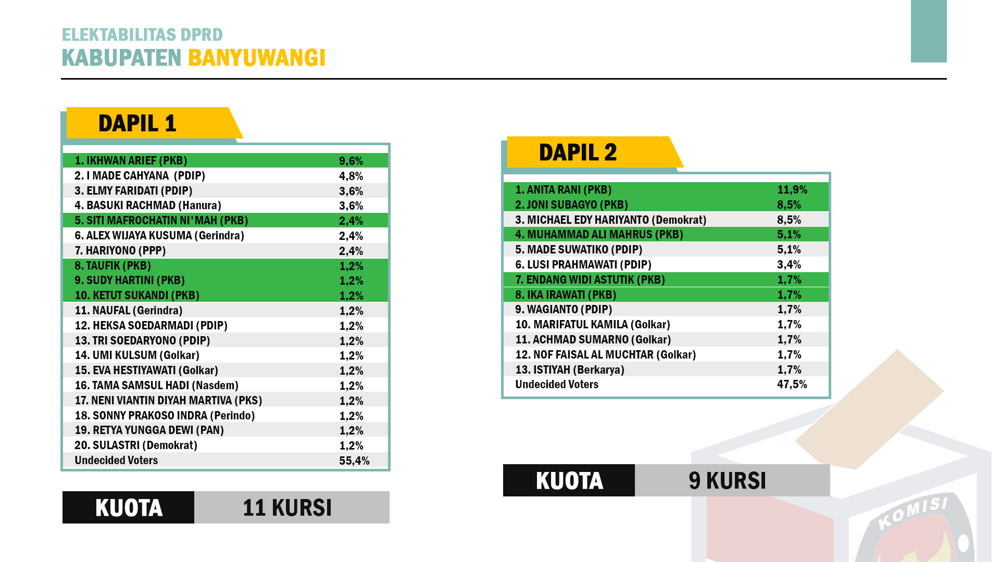 ELEKTABILITAS DPRD
KABUPATEN BANYUWANGI
DAPIL 1
1. IKHWAN ARIEF (PKB) 9,6%
2. I MADE CAHYANA (PDIP) 4,8%
3. ELMY FARIDATI (PDIP) 3,6%
4. BASUKI RACHMAD (Hanura) 3,6%
5. SITI MAFROCHATIN NI'MAH (PKB) 2,4%
6. ALEX WIJAYA KUSUMA (Gerindra) 2,4%
7. HARIYONO (PPP) 2,4%
8. TAUFIK (PKB) 1,2%
9. SUDY HARTINI (PKB) 1,2%
10. KETUT SUKANDI (PKB) 1,2%
11. NAUFAL (Gerindra) 1,2%
12. HEKSA SOEDARMADI (PDIP) 1,2%
13. TRI SOEDARYONO (PDIP) 1,2%
14. UMI KULSUM (Golkar) 1,2%
15. EVA HESTIYAWATI (Golkar) 1,2%
16. TAMA SAMSUL HADI (Nasdem) 1,2%
17. NENI VIANTIN DIYAH MARTIVA (PKS) 1,2%
18. SONNY PRAKOSO INDRA (Perindo) 1,2%
19. RETYA YUNGGA DEWI (PAN) 1,2%
20. SULASTRI (Demokrat) 1,2%
Undecided Voters 55,4%
KUOTA 11 KURSI
DAPIL 2
1. ANITA RANI (PKB) 11,9%
2. JONI SUBAGYO (PKB) 8,5%
3. MICHAEL EDY HARIYANTO (Demokrat) 8,5%
4. MUHAMMAD ALI MAHRUS (PKB) 5,1%
5. MADE SUWATIKO (PDIP) 5,1%
6. LUSI PRAHMAWATI (PDIP) 3,4%
7. ENDANG WIDI ASTUTIK (PKB) 1,7%
8. IKA IRAWATI (PKB) 1,7%
9. WAGIANTO (PDIP) 1,7%
10. MARIFATUL KAMILA (Golkar) 1,7%
11. ACHMAD SUMARNO (Golkar) 1,7%
12. NOF FAISAL AL MUCHTAR (Golkar) 1,7%
13. ISTIYAH (Berkarya) 1,7%
Undecided Voters 47,5%
KUOTA 9 KURSI
KOMISI